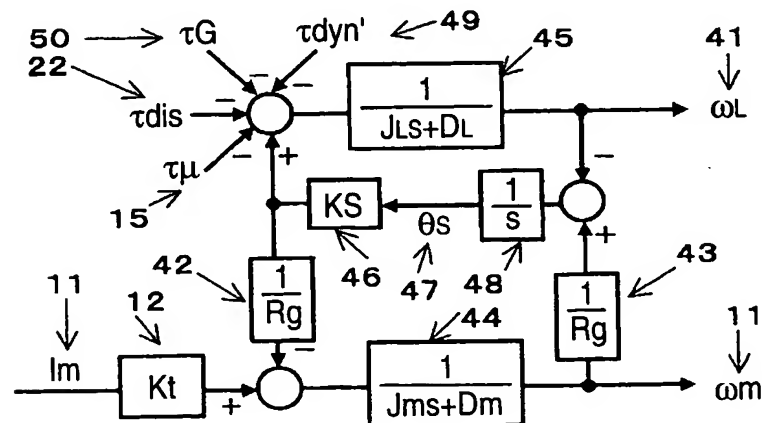 50 τG τdyn' 49 45 41
22
τdis − − − − + 1 ωL
JLS+DL
τμ −
15 KS θs 1 +
s
42 46 47 48 43
11 12 1 44 1
Rg Rg 11
Im Kt + − 1 ωm
Jms+Dm